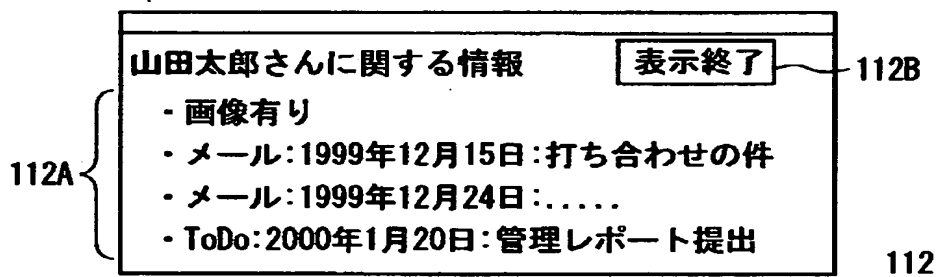 山田太郎さんに関する情報 表示終了 112B
・画像有り
・メール:1999年12月15日:打ち合わせの件
112A
・メール:1999年12月24日:.....
・ToDo:2000年1月20日:管理レポート提出
112